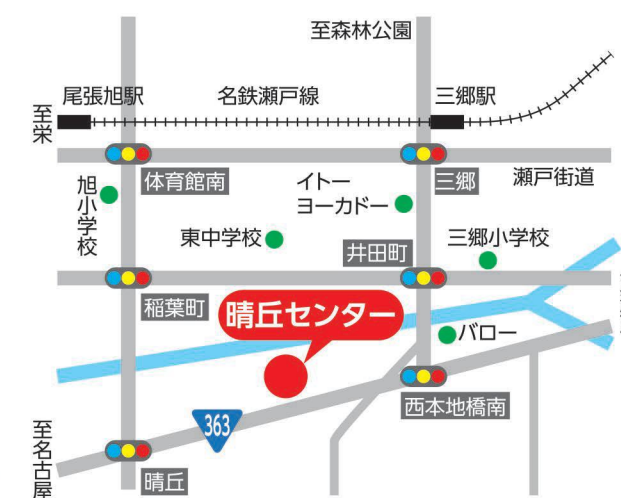 至森林公園
尾張旭駅
名鉄瀬戸線
三郷駅
至栄
体育館南
三郷
瀬戸街道
旭小学校
イトー
ヨーカドー
東中学校
井田町
三郷小学校
稲葉町
晴丘センター
バロー
西本地橋南
363
晴丘
至名古屋